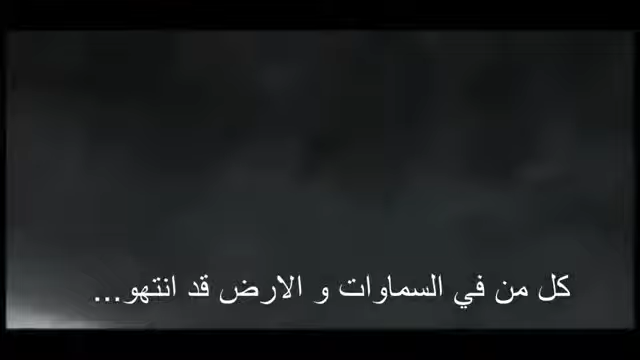 كل من في السماوات و الارض قد انتهو...